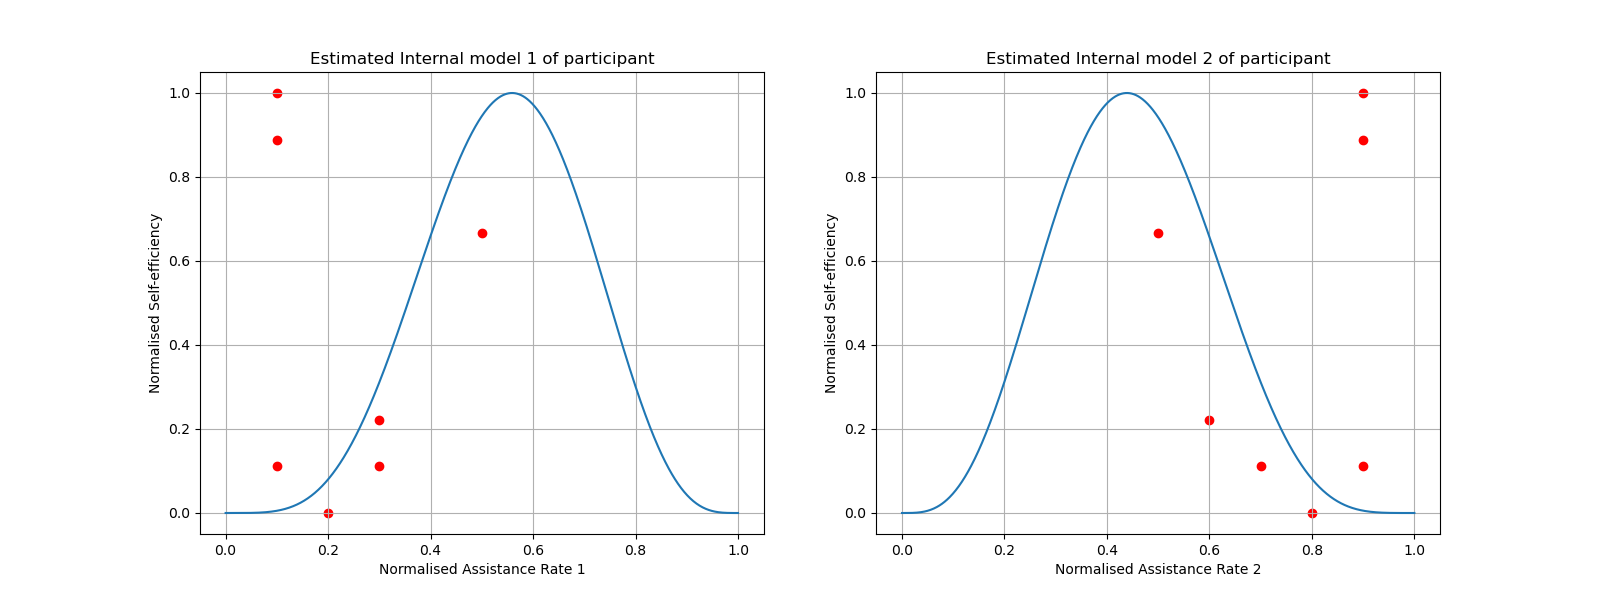 Estimated Internal model 1 of participant
1.0
0.8
0.6
0.4
0.2
0.0
Normalised Self-efficiency
0.0 0.2 0.4 0.6 0.8 1.0
Normalised Assistance Rate 1
Estimated Internal model 2 of participant
1.0
0.8
0.6
0.4
0.2
0.0
Normalised Self-efficiency
0.0 0.2 0.4 0.6 0.8 1.0
Normalised Assistance Rate 2